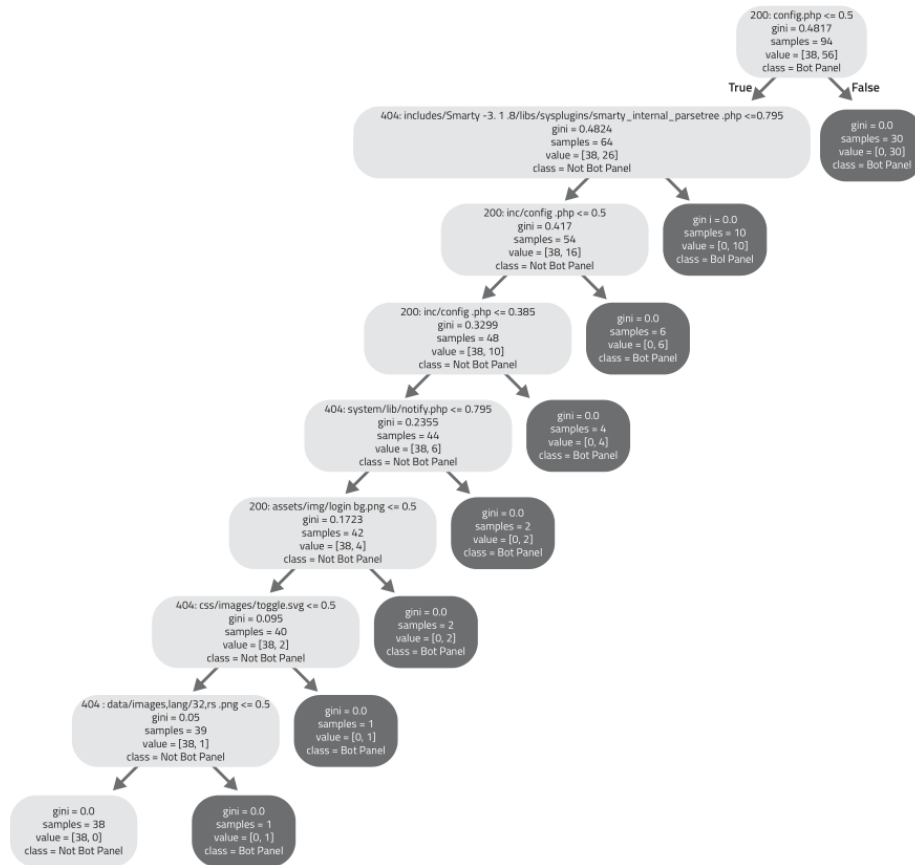 200: config.php <= 0.5
gini = 0.4817
samples = 94
value = [38, 56]
class = Bot Panel
True
False
404: includes/Smarty -3. 1 .8/libs/sysplugins/smarty_internal_parsetree .php <=0.795
gini = 0.4824
samples = 64
value = [38, 26]
class = Not Bot Panel
gini = 0.0
samples = 30
value = [0, 30]
class = Bot Panel
200: inc/config .php <= 0.5
gini = 0.417
samples = 54
value = [38, 16]
class = Not Bot Panel
gin i = 0.0
samples = 10
value = [0, 10]
class = Bol Panel
200: inc/config .php <= 0.385
gini = 0.3299
samples = 48
value = [38, 10]
class = Not Bot Panel
gini = 0.0
samples = 6
value = [0, 6]
class = Bot Panel
404: system/lib/notify.php <= 0.795
gini = 0.2355
samples = 44
value = [38, 6]
class = Not Bot Panel
gini = 0.0
samples = 4
value = [0, 4]
class = Bot Panel
200: assets/img/login bg.png <= 0.5
gini = 0.1723
samples = 42
value = [38, 4]
class = Not Bot Panel
gini = 0.0
samples = 2
value = [0, 2]
class = Bot Panel
404: css/images/toggle.svg <= 0.5
gini = 0.095
samples = 40
value = [38, 2]
class = Not Bot Panel
gini = 0.0
samples = 2
value = [0, 2]
class = Bot Panel
404 : data/images,lang/32,rs .png <= 0.5
gini = 0.05
samples = 39
value = [38, 1]
class = Not Bot Panel
gini = 0.0
samples = 1
value = [0, 1]
class = Bot Panel
gini = 0.0
samples = 38
value = [38, 0]
class = Not Bot Panel
gini = 0.0
samples = 1
value = [0, 1]
class = Bot Panel